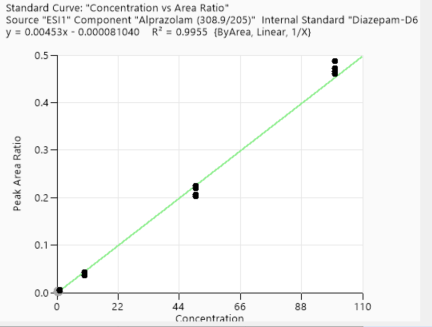 Standard Curve: "Concentration vs Area Ratio"
Source "ESI1" Component "Alprazolam (308.9/205)" Internal Standard "Diazepam-D6
y = 0.00453x - 0.000081040 R² = 0.9955 {ByArea, Linear, 1/X}
0.5
0.4
0.3
0.2
0.1
0.0
Peak Area Ratio
0 22 44 66 88 110
Concentration